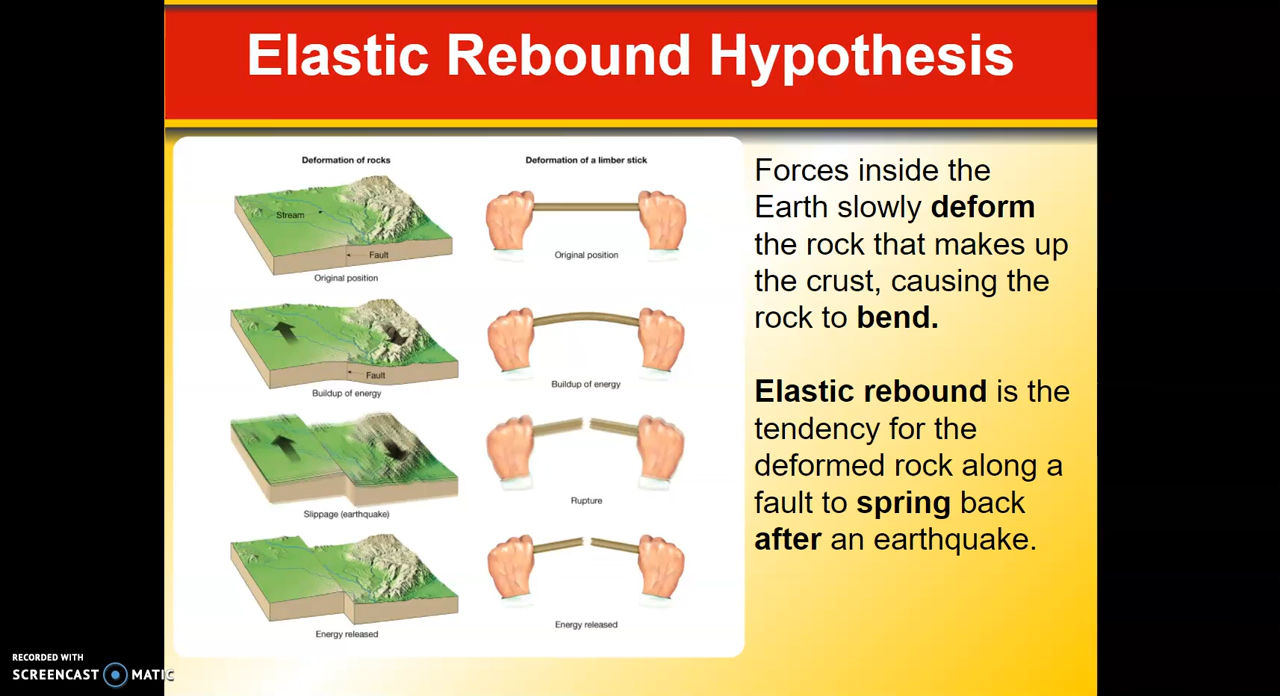 Elastic Rebound Hypothesis
Deformation of rocks
Deformation of a limber stick
Stream
Fault
Original position
Original position
Fault
Buildup of energy
Buildup of energy
Slippage (earthquake)
Rupture
Energy released
Energy released
Forces inside the
Earth slowly deform
the rock that makes up
the crust, causing the
rock to bend.
Elastic rebound is the
tendency for the
deformed rock along a
fault to spring back
after an earthquake.
RECORDED WITH
SCREENCAST MATIC